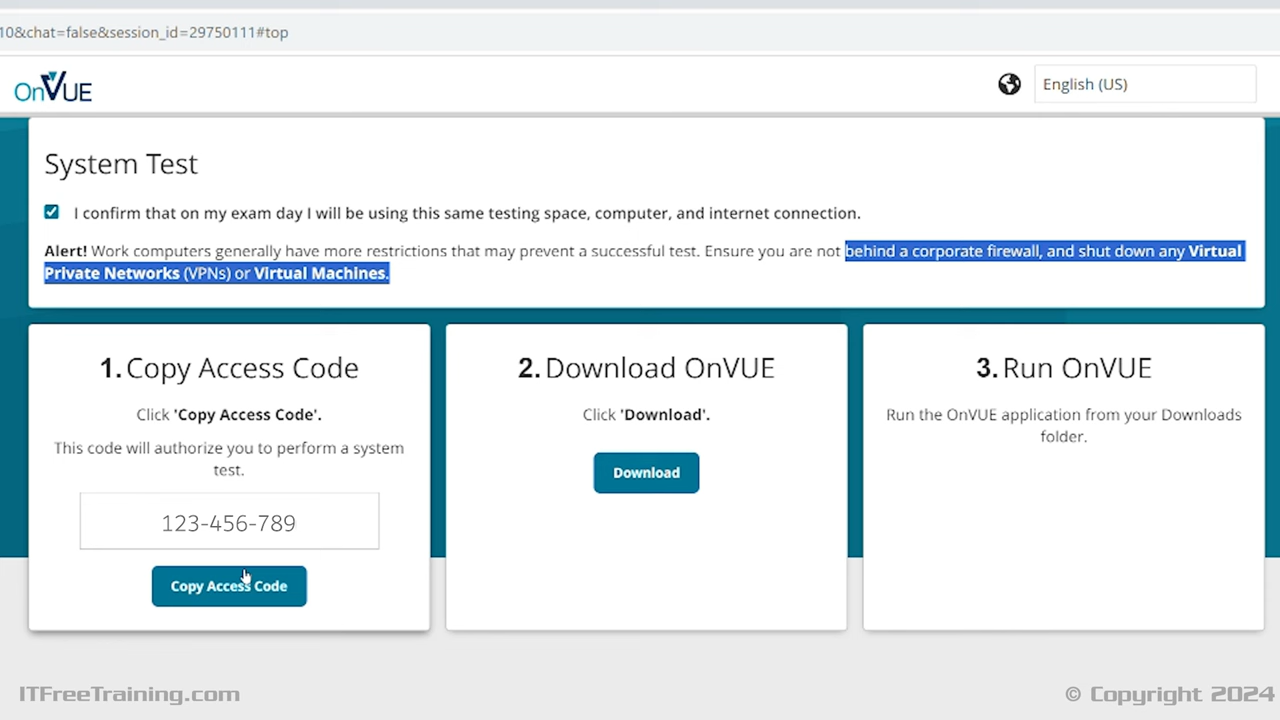 10&chat=false&session_id=29750111#top
OnVUE
English (US)
System Test
I confirm that on my exam day I will be using this same testing space, computer, and internet connection.
Alert! Work computers generally have more restrictions that may prevent a successful test. Ensure you are not behind a corporate firewall, and shut down any Virtual
Private Networks (VPNs) or Virtual Machines.
1. Copy Access Code
Click 'Copy Access Code'.
This code will authorize you to perform a system
test.
123-456-789
Copy Access Code
2. Download OnVUE
Click 'Download'.
Download
3. Run OnVUE
Run the OnVUE application from your Downloads
folder.
ITFreeTraining.com
© Copyright 2024